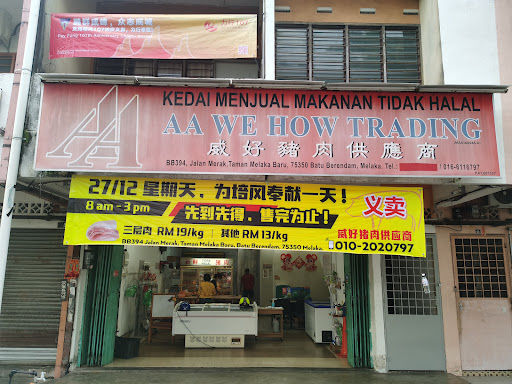 KEDAI MENJUAL MAKANAN TIDAK HALAL
AA WE HOW TRADING
威好豬肉供應商
BB394, Jalan Merak, Taman Melaka Baru, 75350 Batu Berendam, Melaka. Tel.: / 016-6116797
27/12 星期天，为培风奉献一天！
8 am - 3 pm
先到先得，售完为止！
义卖
三层肉 RM 19/kg | 其他 RM 13/kg
威好猪肉供应商
BB394 Jalan Merak, Taman Melaka Baru, Batu Berendam, 75350 Melaka.
010-2020797